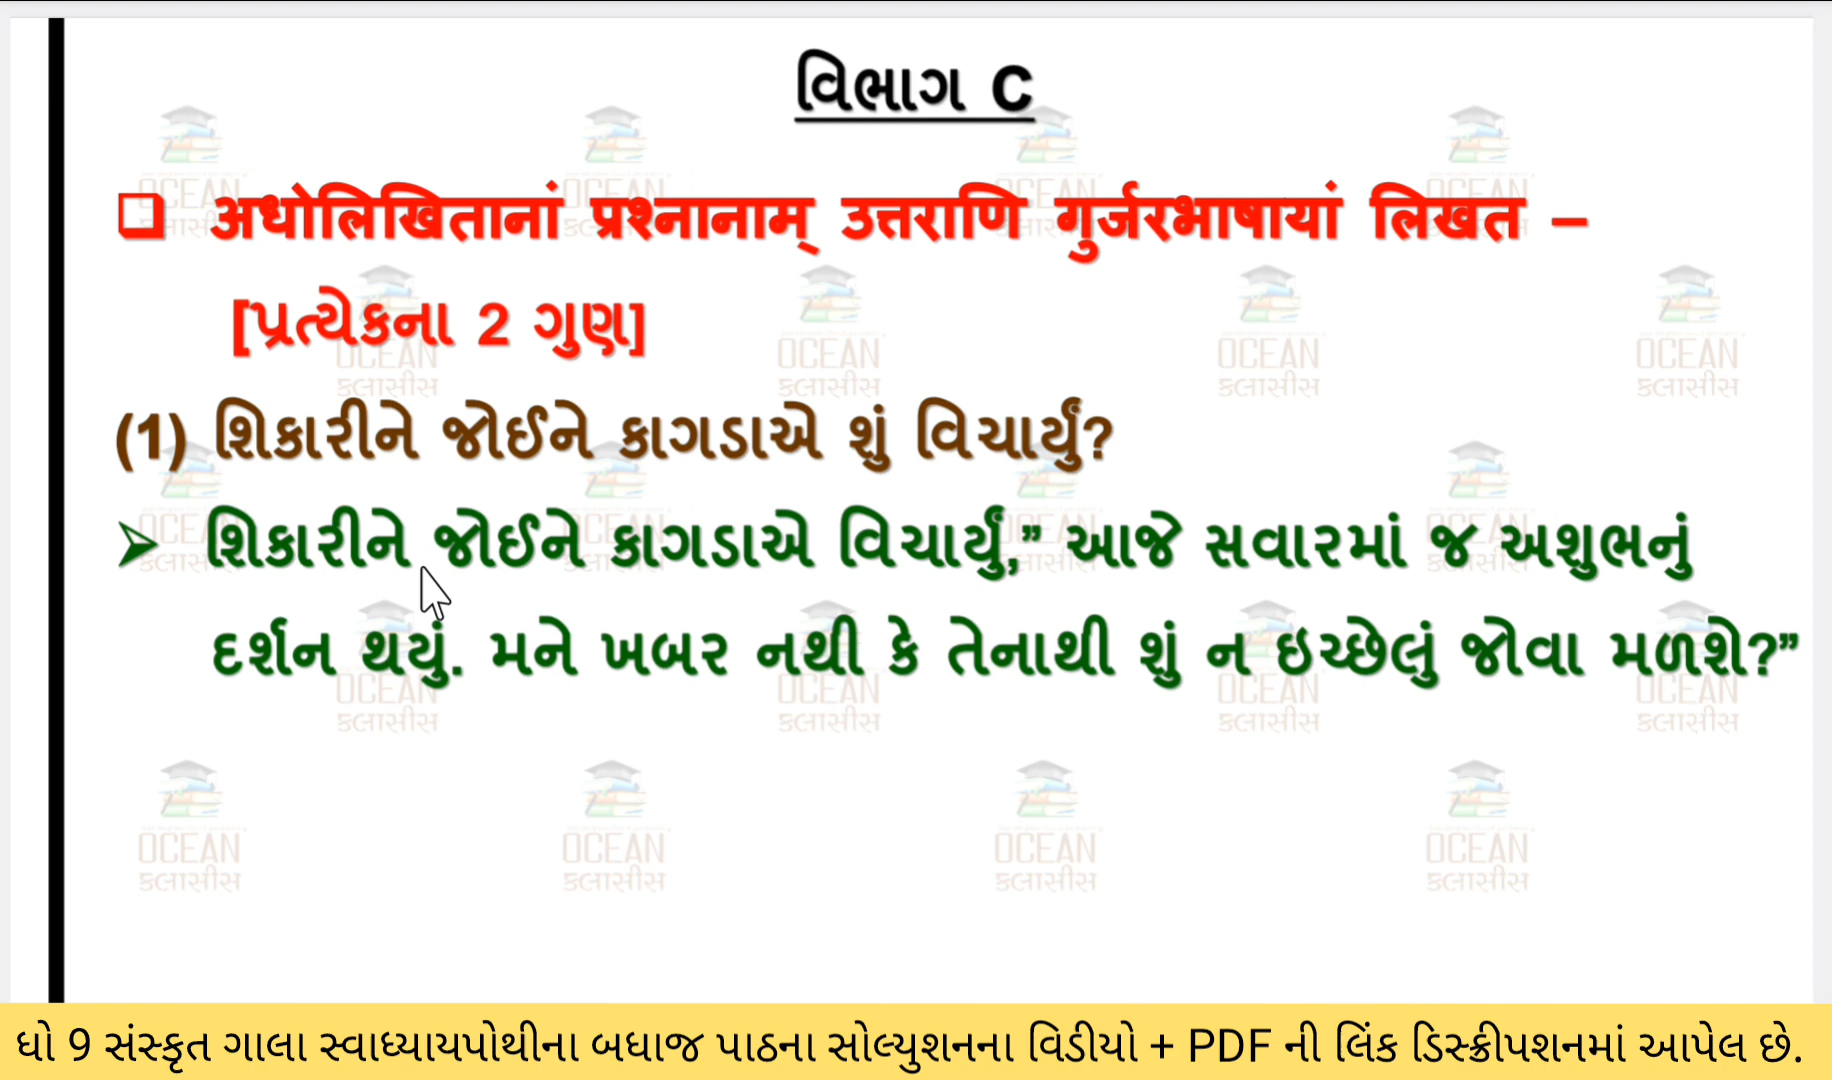 વિભાગ C
❑ अधोलिखितानां प्रश्नानाम् उत्तराणि गुर्जरभाषायां लिखत –
[પ્રત્યેકના 2 ગુણ]
(1) શિકારીને જોઈને કાગડાએ શું વિચાર્યું?
➢ શિકારીને જોઈને કાગડાએ વિચાર્યું,” આજે સવારમાં જ અશુભનું
દર્શન થયું. મને ખબર નથી કે તેનાથી શું ન ઇચ્છેલું જોવા મળશે?”
OCEAN
ક્લાસીસ
ધો 9 સંસ્કૃત ગાલા સ્વાધ્યાયપોથીના બધાજ પાઠના સોલ્યુશનના વિડીયો + PDF ની લિંક ડિસ્ક્રીપશનમાં આપેલ છે.